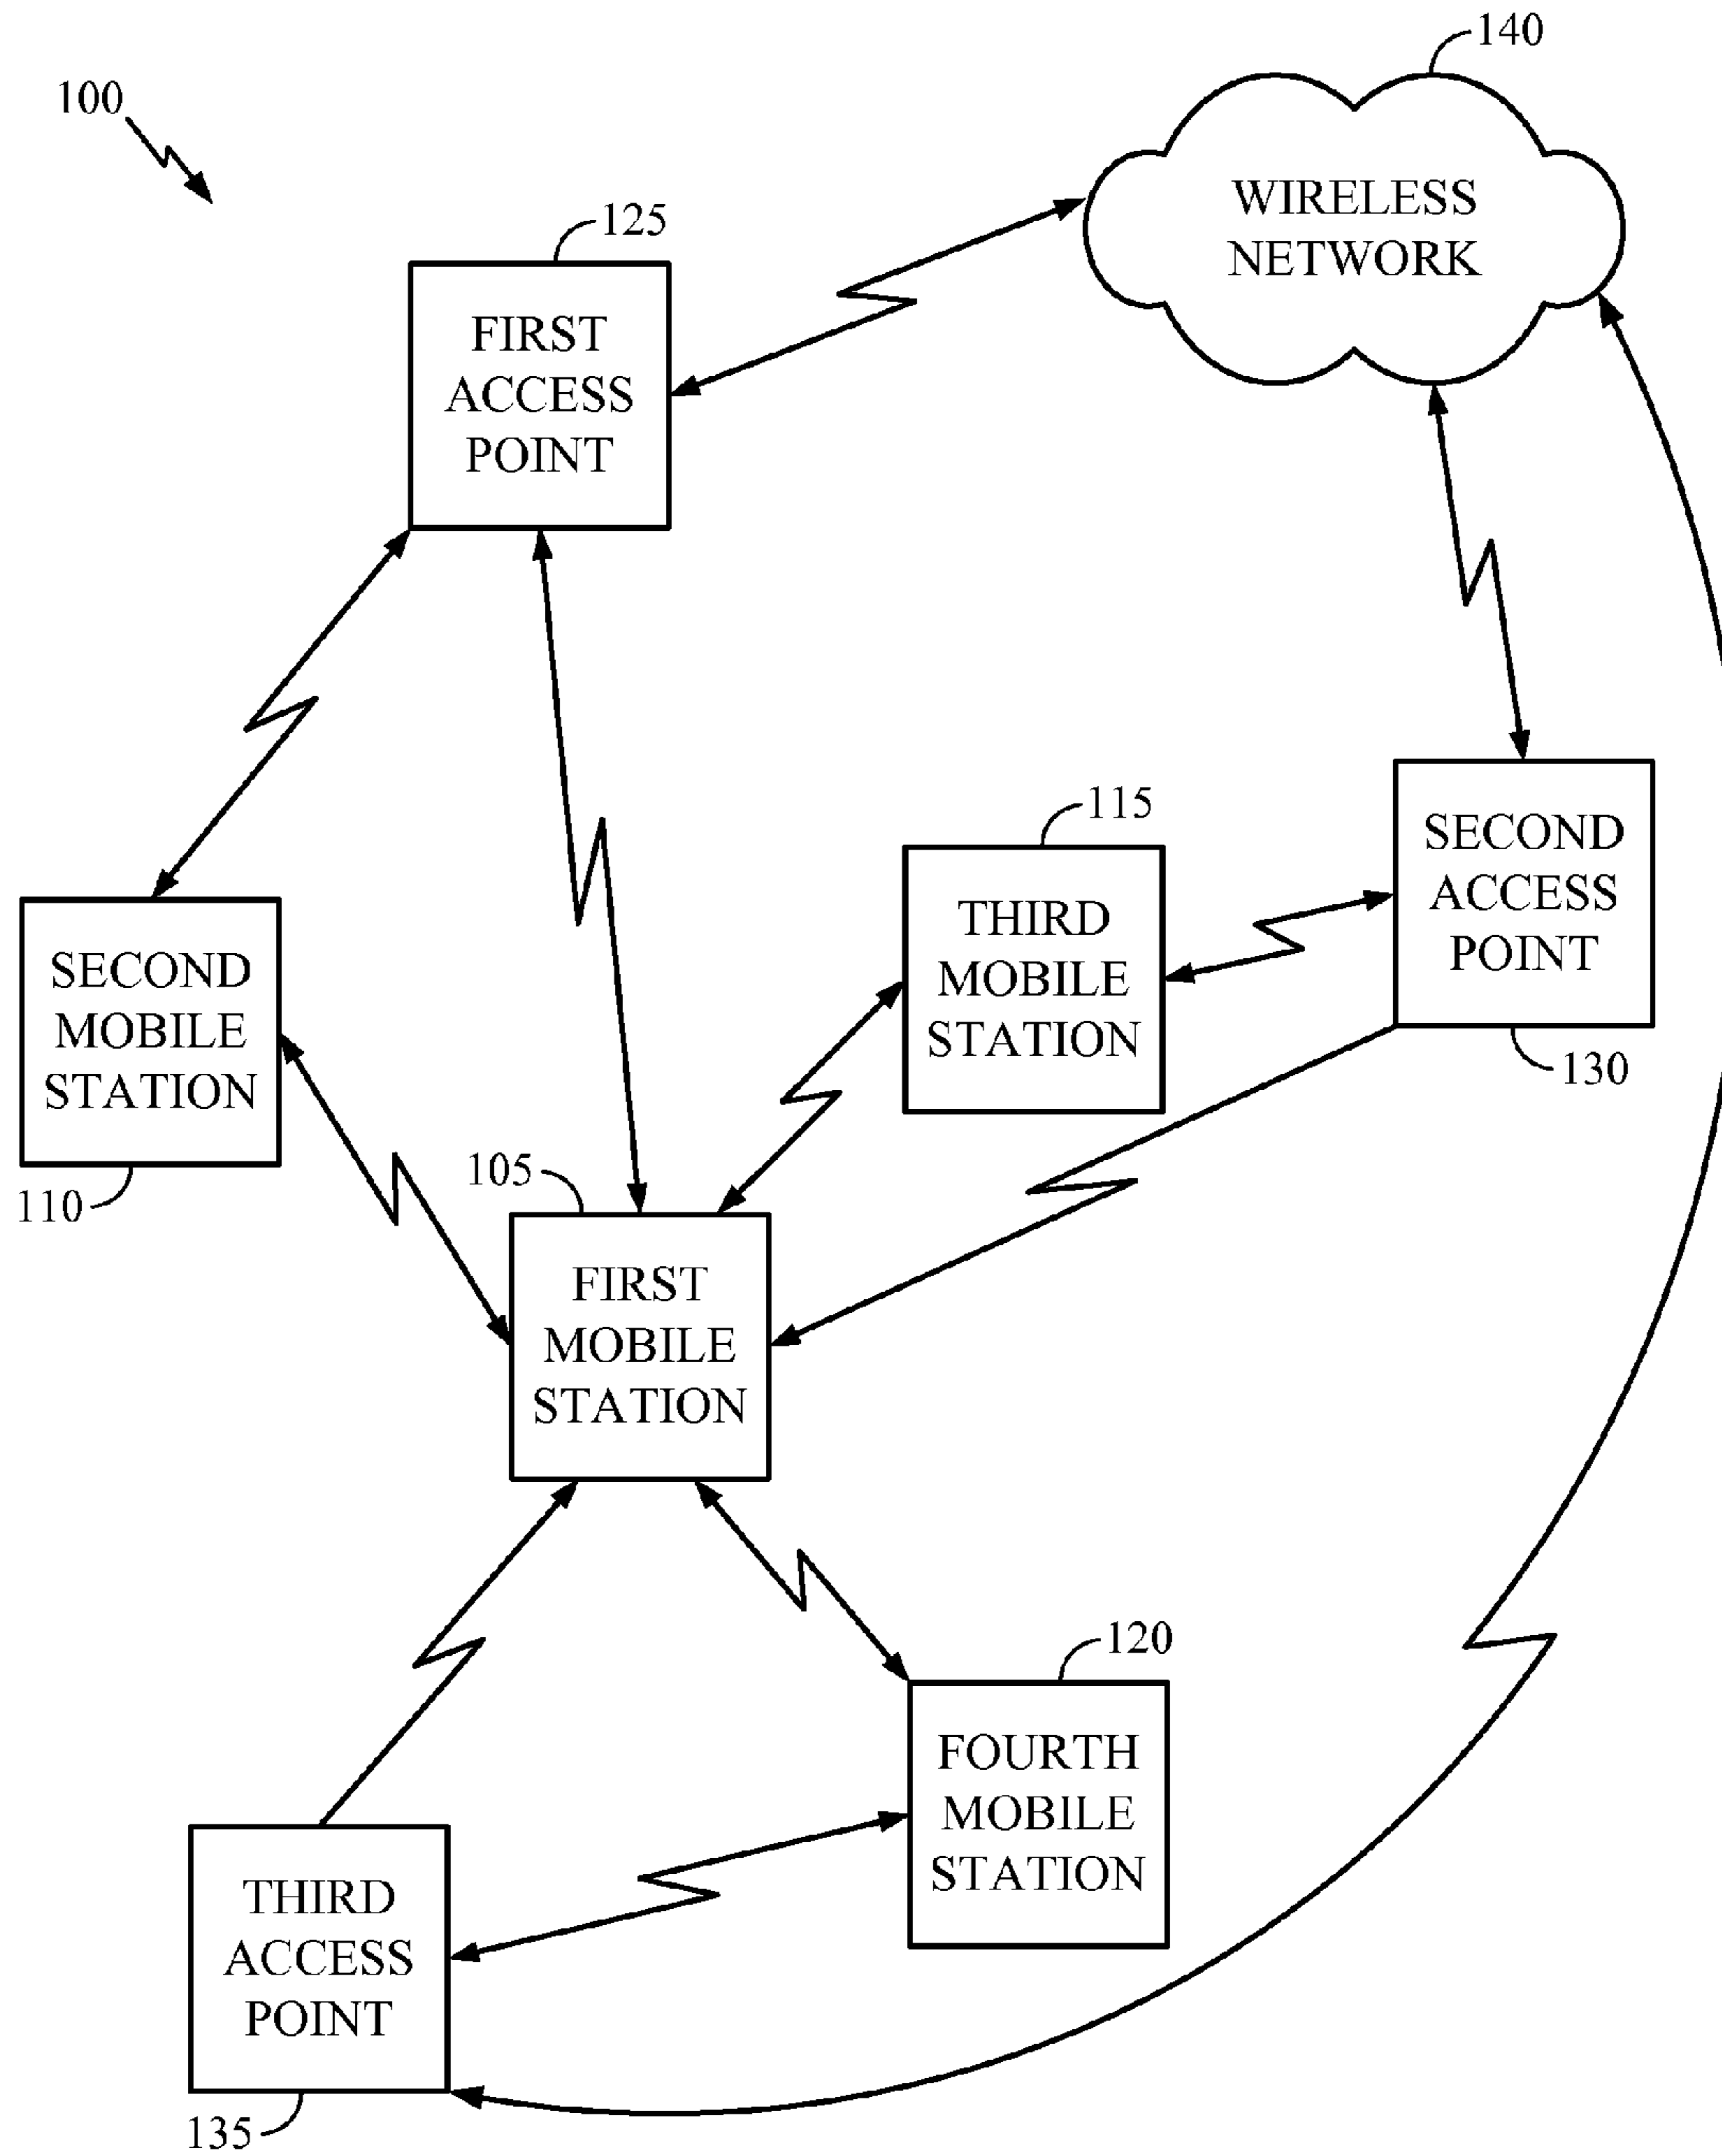 140
100
WIRELESS
NETWORK
125
FIRST
ACCESS
POINT
115
SECOND
ACCESS
POINT
THIRD
MOBILE
STATION
SECOND
MOBILE
STATION
130
105
110
FIRST
MOBILE
STATION
120
FOURTH
MOBILE
STATION
THIRD
ACCESS
POINT
135